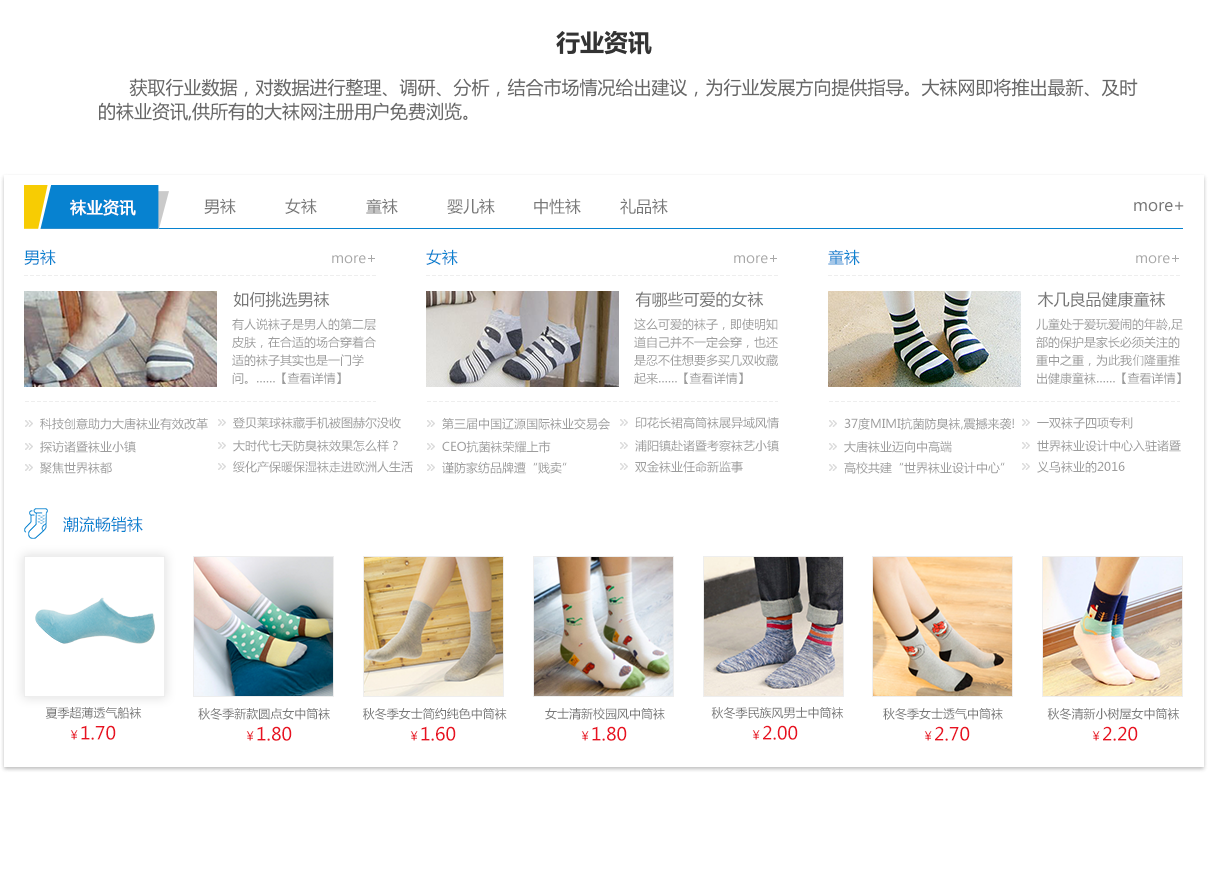 行业资讯
获取行业数据，对数据进行整理、调研、分析，结合市场情况给出建议，为行业发展方向提供指导。大袜网即将推出最新、及时
的袜业资讯,供所有的大袜网注册用户免费浏览。
袜业资讯 男袜 女袜 童袜 婴儿袜 中性袜 礼品袜 more+
男袜 more+
如何挑选男袜
有人说袜子是男人的第二层
皮肤，在合适的场合穿着合
适的袜子其实也是一门学
问。……【查看详情】
» 科技创意助力大唐袜业有效改革 » 登贝莱球袜藏手机被图赫尔没收
» 探访诸暨袜业小镇 » 大时代七天防臭袜效果怎么样？
» 聚焦世界袜都 » 绥化产保暖保湿袜走进欧洲人生活
女袜 more+
有哪些可爱的女袜
这么可爱的袜子，即使明知
道自己并不一定会穿，也还
是忍不住想要多买几双收藏
起来……【查看详情】
» 第三届中国辽源国际袜业交易会 » 印花长裙高筒袜展异域风情
» CEO抗菌袜荣耀上市 » 浦阳镇赴诸暨考察袜艺小镇
» 谨防家纺品牌遭“贱卖” » 双金袜业任命新监事
童袜 more+
木几良品健康童袜
儿童处于爱玩爱闹的年龄,足
部的保护是家长必须关注的
重中之重，为此我们隆重推
出健康童袜……【查看详情】
» 37度MIMI抗菌防臭袜,震撼来袭! » 一双袜子四项专利
» 大唐袜业迈向中高端 » 世界袜业设计中心入驻诸暨
» 高校共建“世界袜业设计中心” » 义乌袜业的2016
潮流畅销袜
夏季超薄透气船袜
¥1.70
秋冬季新款圆点女中筒袜
¥1.80
秋冬季女士简约纯色中筒袜
¥1.60
女士清新校园风中筒袜
¥1.80
秋冬季民族风男士中筒袜
¥2.00
秋冬季女士透气中筒袜
¥2.70
秋冬清新小树屋女中筒袜
¥2.20